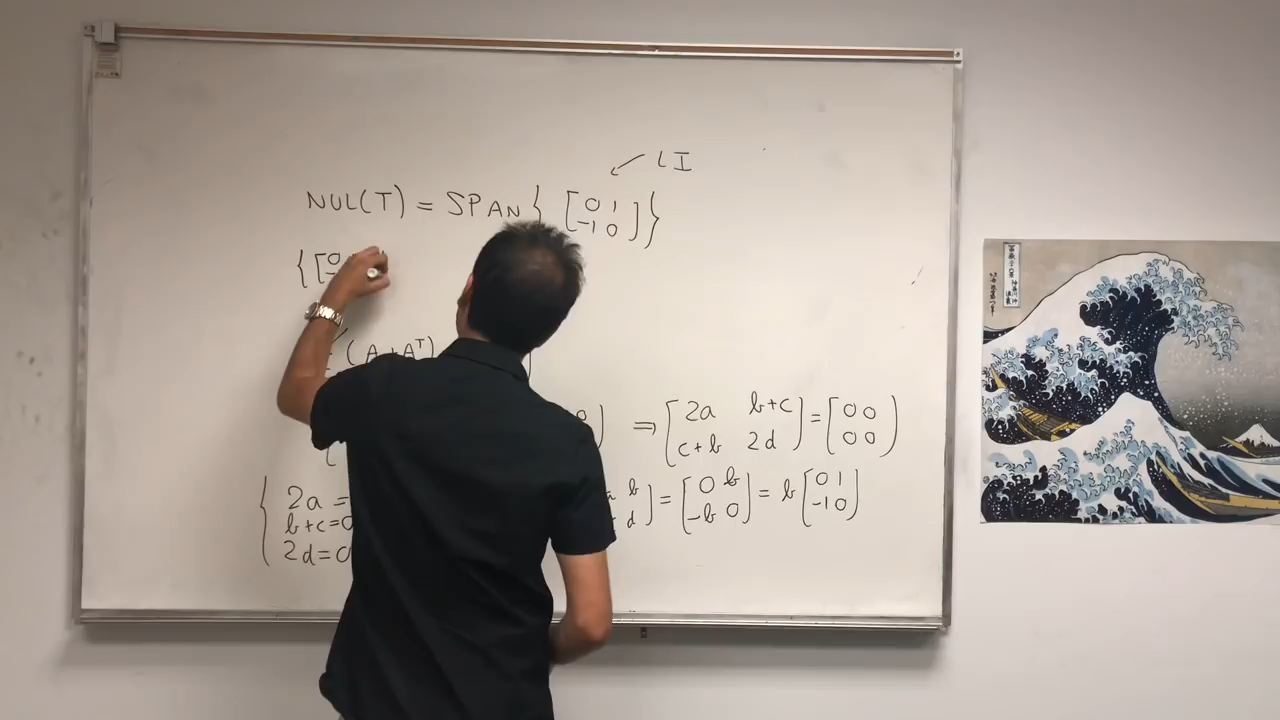 ↙ LI
NUL(T) = SPAN { [0 1 -1 0] }
{ [0
(A+Aᵀ)
0 ) ⇒ [2a b+c c+b 2d] = [0 0 0 0]
2a =
b+c=0
2d=0
a b d ] = [0 b -b 0] = b [0 1 -1 0]